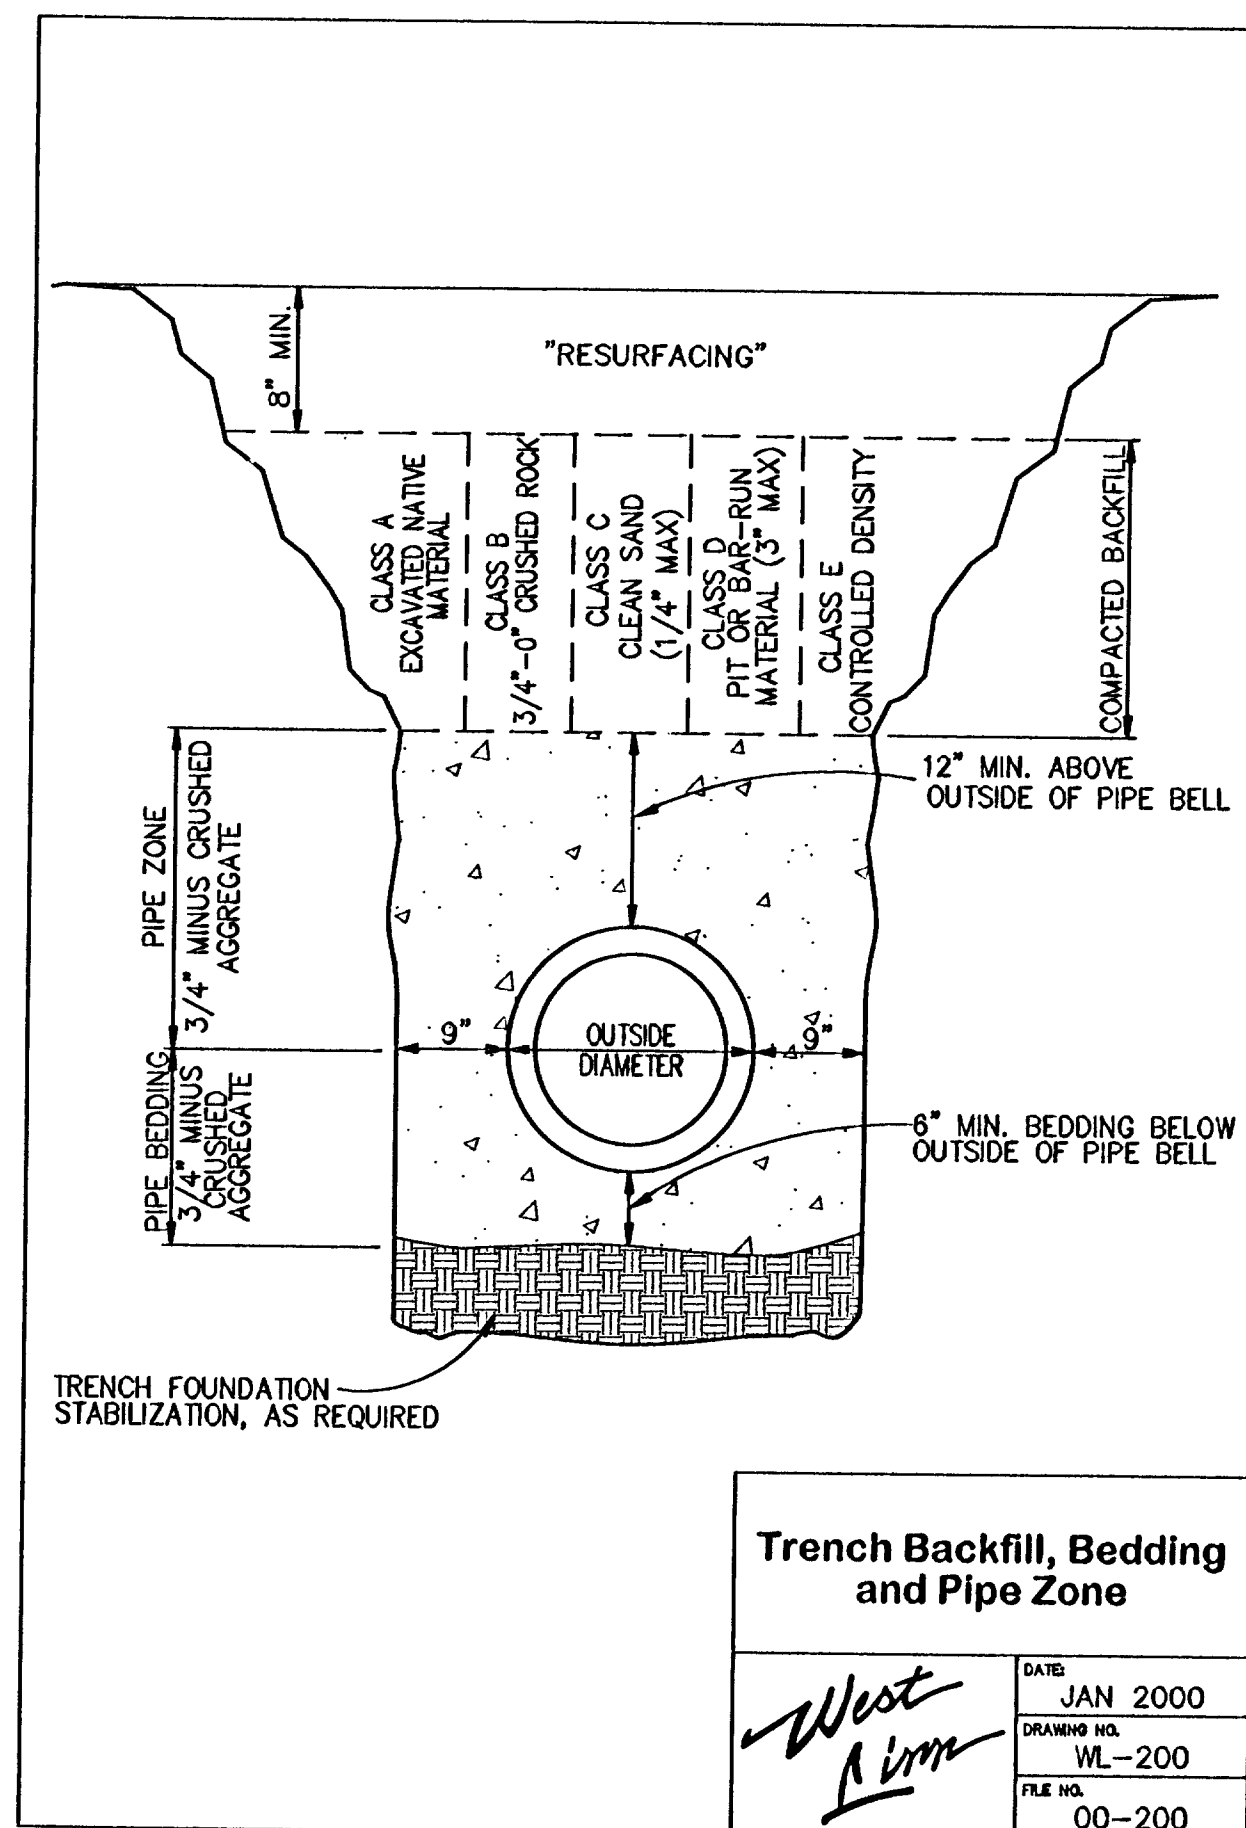 "RESURFACING"
8" MIN.
CLASS A
EXCAVATED NATIVE
MATERIAL
CLASS B
3/4"-0" CRUSHED ROCK
CLASS C
CLEAN SAND
(1/4" MAX)
CLASS D
PIT OR BAR-RUN
MATERIAL (3" MAX)
CLASS E
CONTROLLED DENSITY
COMPACTED BACKFILL
12" MIN. ABOVE
OUTSIDE OF PIPE BELL
PIPE ZONE
3/4" MINUS CRUSHED
AGGREGATE
9"
OUTSIDE
DIAMETER
9"
PIPE BEDDING
3/4" MINUS
CRUSHED
AGGREGATE
6" MIN. BEDDING BELOW
OUTSIDE OF PIPE BELL
TRENCH FOUNDATION
STABILIZATION, AS REQUIRED
Trench Backfill, Bedding
and Pipe Zone
West
Linn
DATE:
JAN 2000
DRAWING NO.
WL-200
FILE NO.
00-200